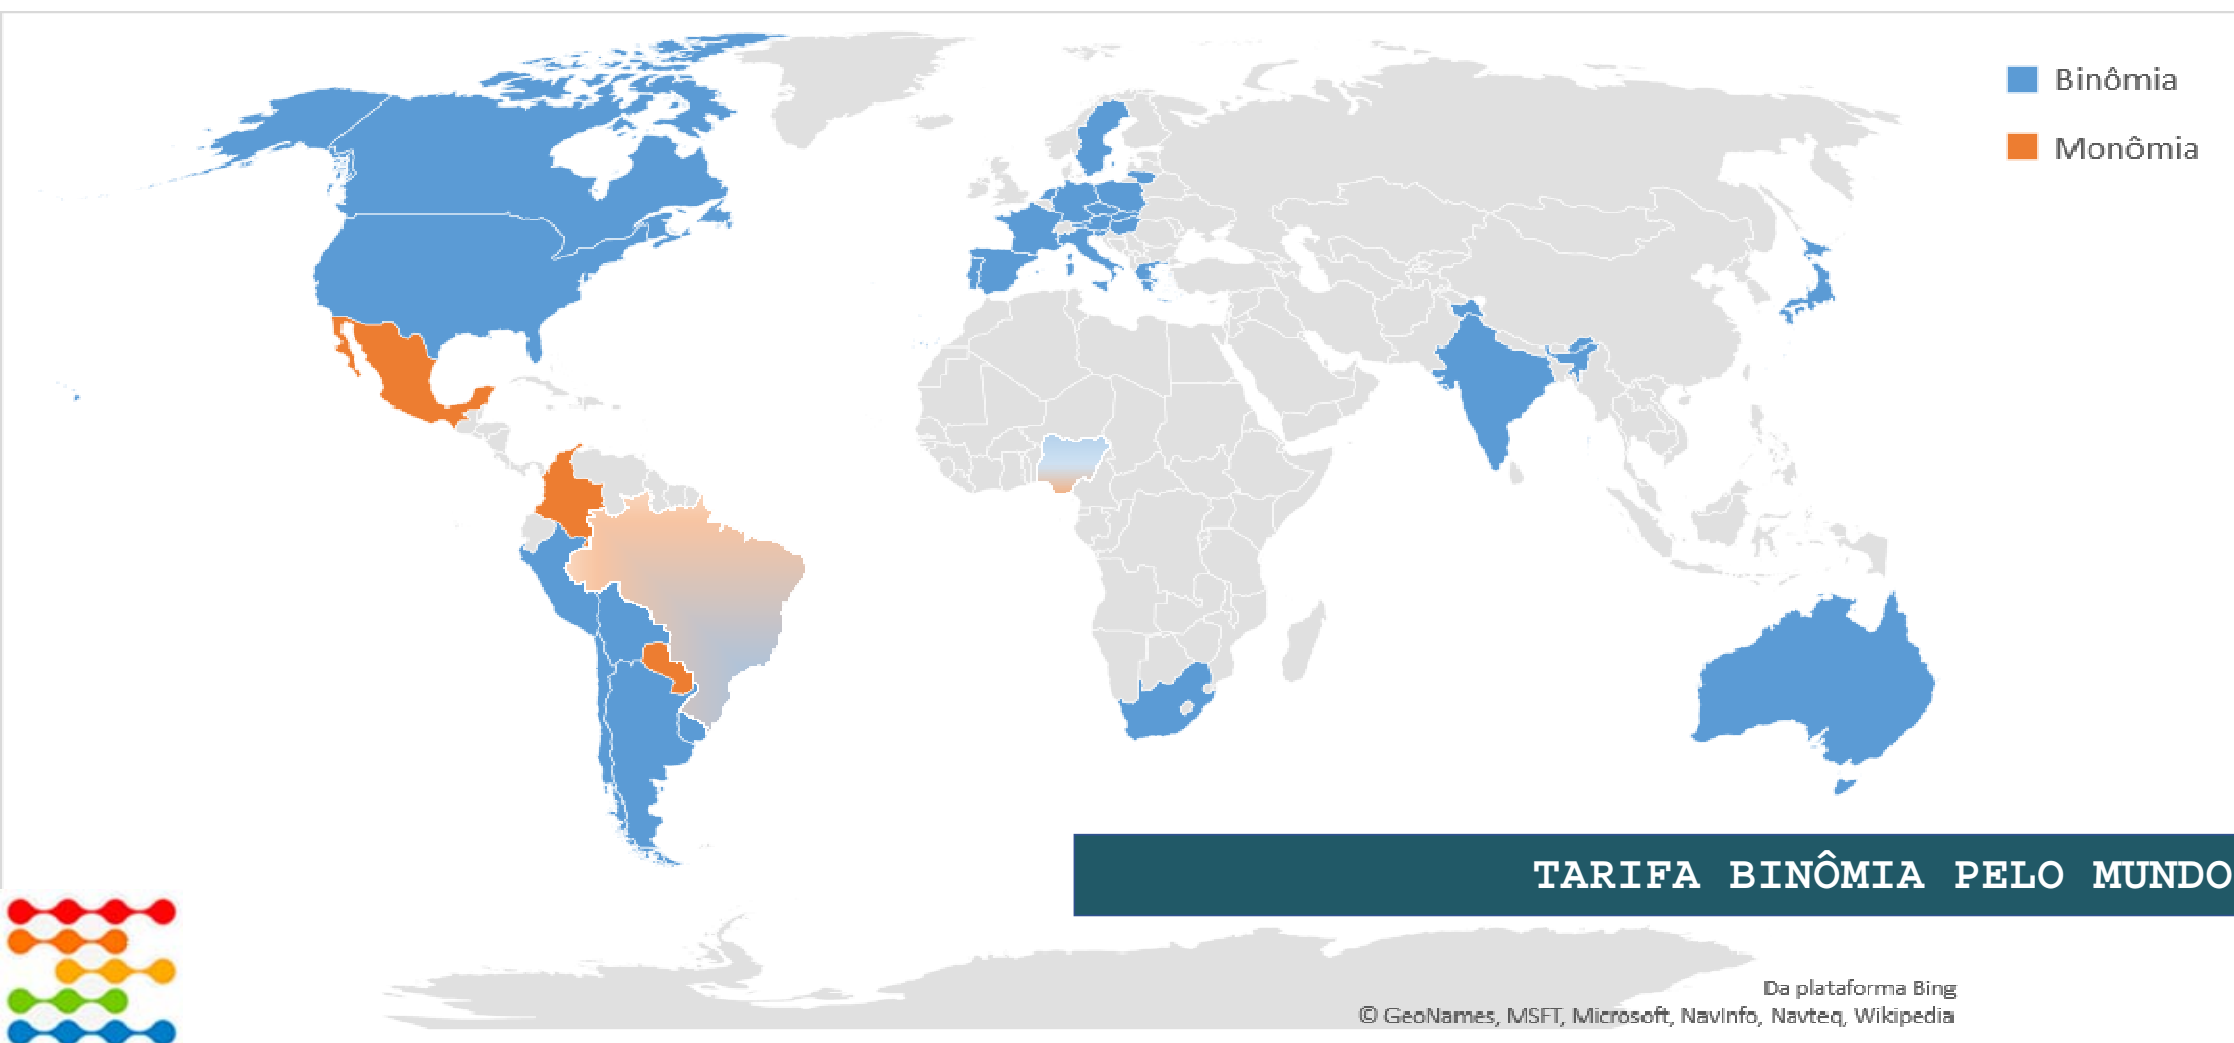 Binômia
Monômia
TARIFA BINÔMIA PELO MUNDO
Da plataforma Bing
© GeoNames, MSFT, Microsoft, NavInfo, Navteq, Wikipedia